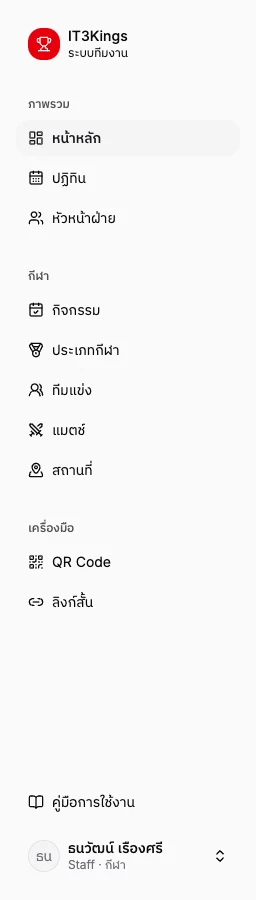 IT3Kings
ระบบทีมงาน
ภาพรวม
หน้าหลัก
ปฏิทิน
หัวหน้าฝ่าย
กีฬา
กิจกรรม
ประเภทกีฬา
ทีมแข่ง
แมตช์
สถานที่
เครื่องมือ
QR Code
ลิงก์สั้น
คู่มือการใช้งาน
ธน
ธนวัฒน์ เรืองศรี
Staff · กีฬา